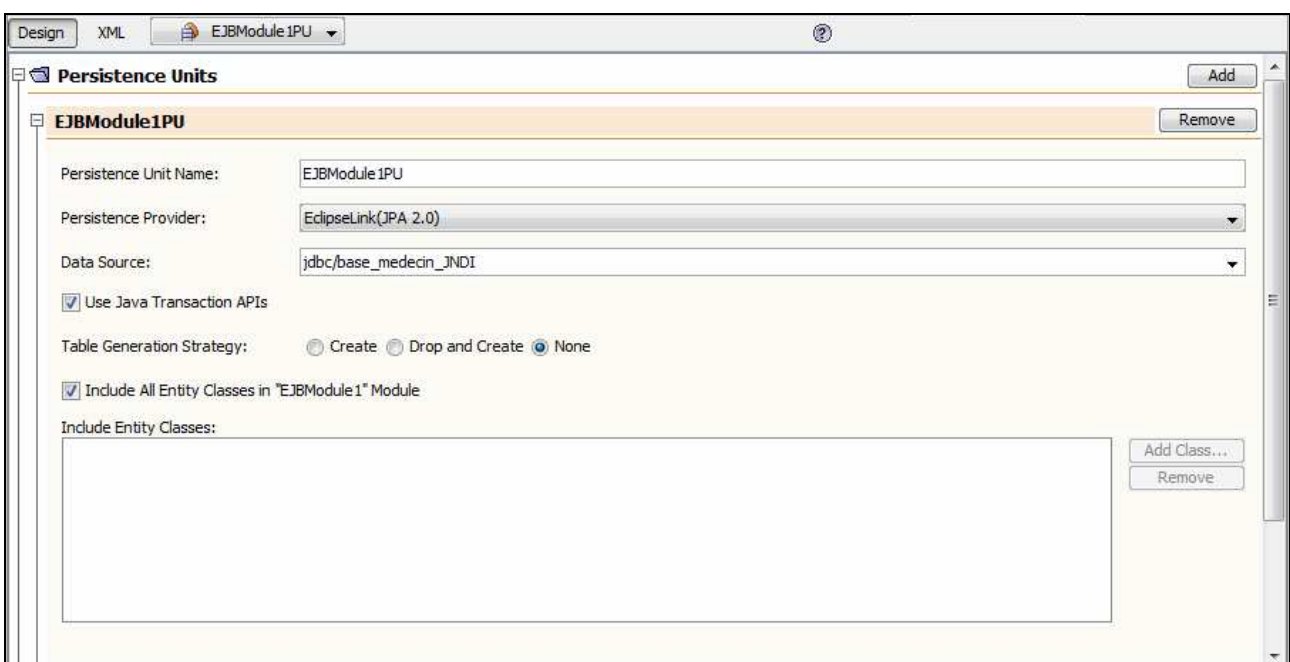 Design XML EJBModule1PU
Persistence Units Add
EJBModule1PU Remove
Persistence Unit Name: EJBModule1PU
Persistence Provider: EclipseLink(JPA 2.0)
Data Source: jdbc/base_medecin_JNDI
Use Java Transaction APIs
Table Generation Strategy: Create Drop and Create None
Include All Entity Classes in "EJBModule1" Module
Include Entity Classes:
Add Class...
Remove